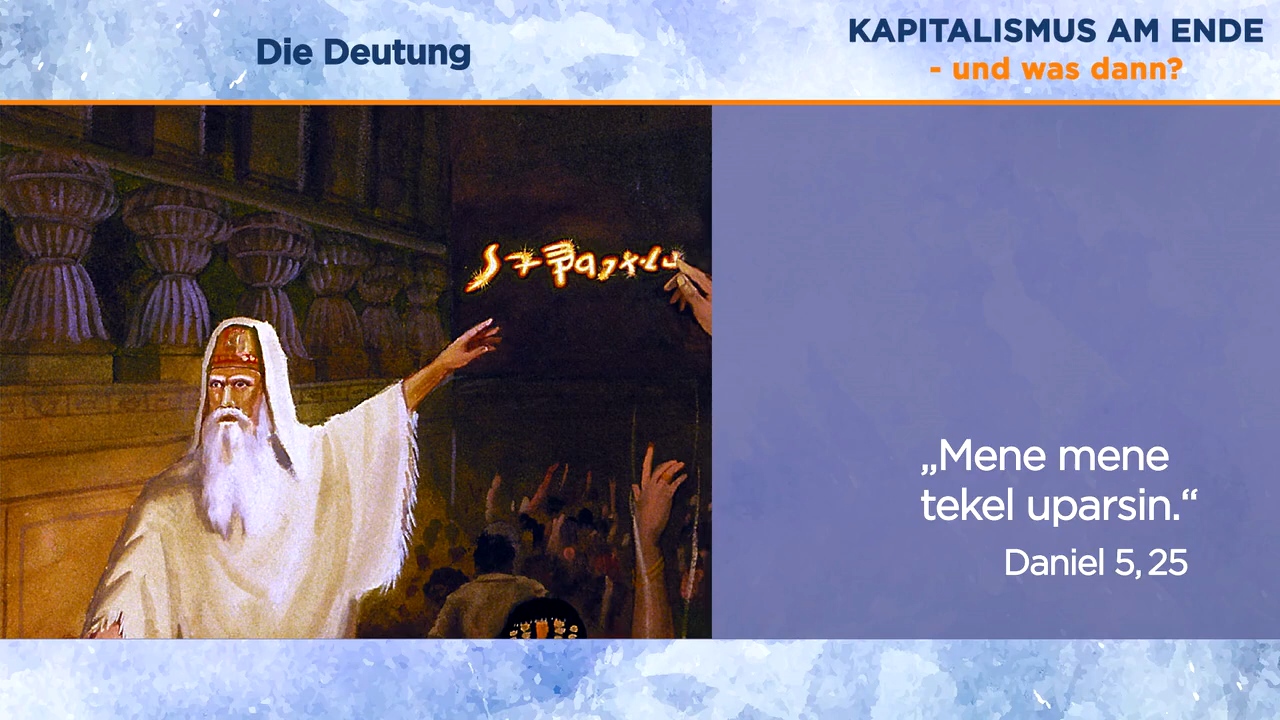 Die Deutung
KAPITALISMUS AM ENDE
- und was dann?
„Mene mene
tekel uparsin.“
Daniel 5, 25